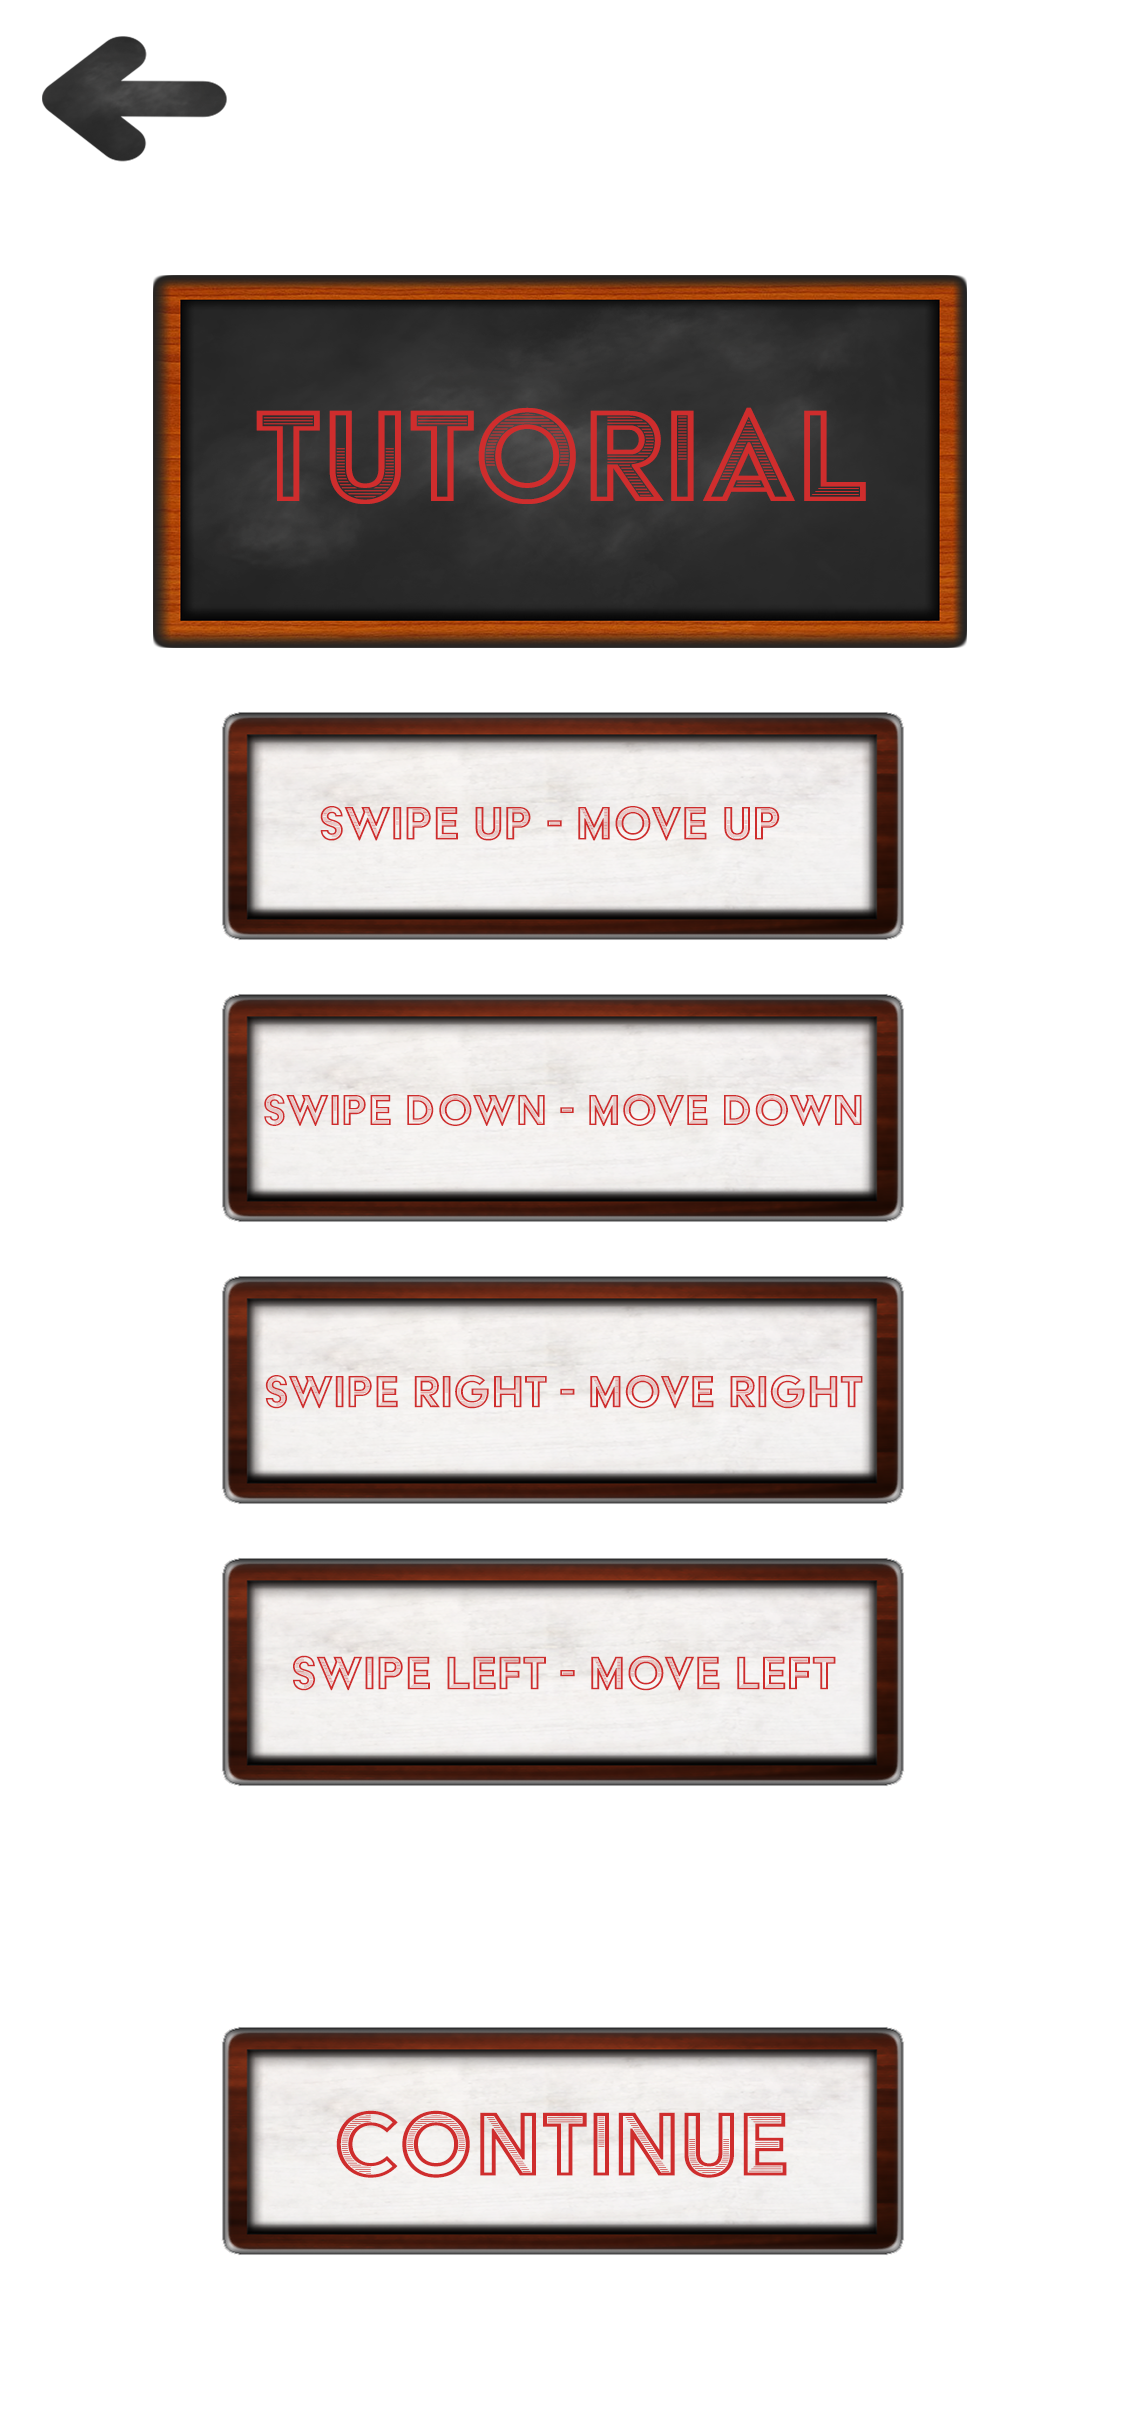 TUTORIAL
SWIPE UP - MOVE UP
SWIPE DOWN - MOVE DOWN
SWIPE RIGHT - MOVE RIGHT
SWIPE LEFT - MOVE LEFT
CONTINUE